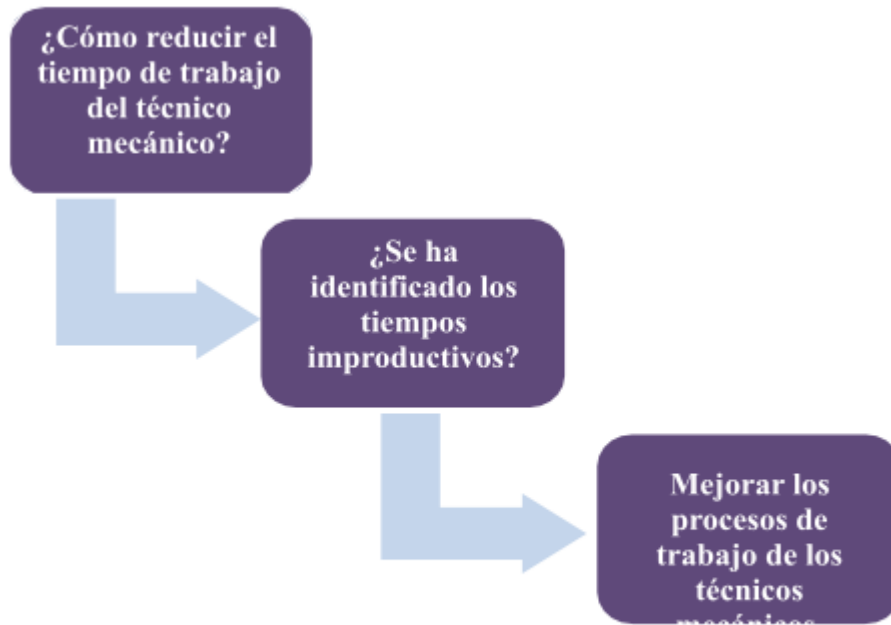 ¿Cómo reducir el
tiempo de trabajo
del técnico
mecánico?
¿Se ha
identificado los
tiempos
improductivos?
Mejorar los
procesos de
trabajo de los
técnicos
mecánicos.